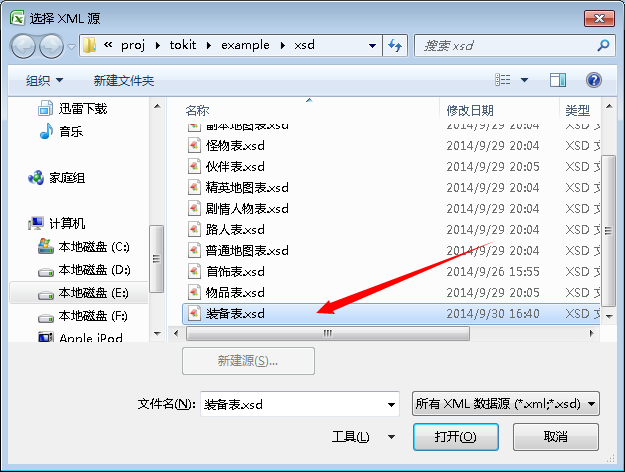 选择 XML 源
« proj tokit example xsd
搜索 xsd
组织 新建文件夹
迅雷下载
音乐
家庭组
计算机
本地磁盘 (C:)
本地磁盘 (D:)
本地磁盘 (E:)
本地磁盘 (F:)
Apple iPod
名称 修改日期 类型
副本地图表.xsd 2014/9/29 20:04 XSD 文
怪物表.xsd 2014/9/29 20:04 XSD 文
伙伴表.xsd 2014/9/29 20:05 XSD 文
精英地图表.xsd 2014/9/29 20:04 XSD 文
剧情人物表.xsd 2014/9/29 20:04 XSD 文
路人表.xsd 2014/9/29 20:04 XSD 文
普通地图表.xsd 2014/9/29 20:04 XSD 文
首饰表.xsd 2014/9/26 15:55 XSD 文
物品表.xsd 2014/9/29 20:05 XSD 文
装备表.xsd 2014/9/30 16:40 XSD 文
新建源(S)...
文件名(N): 装备表.xsd 所有 XML 数据源 (*.xml;*.xsd)
工具(L) 打开(O) 取消